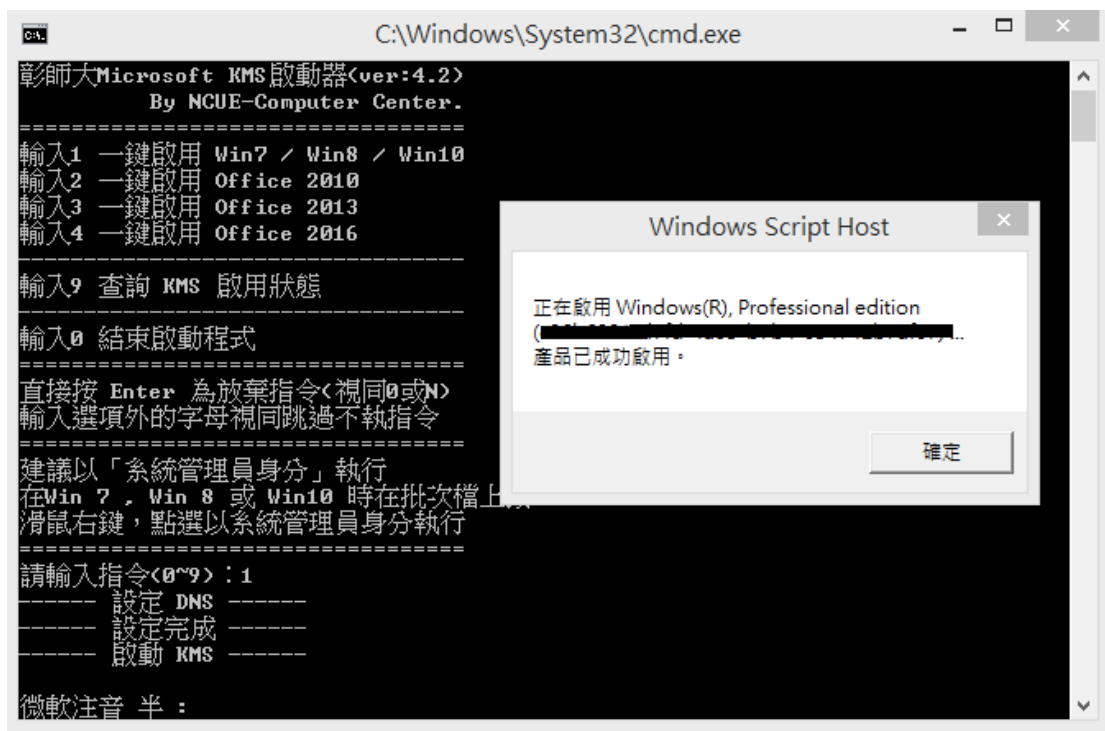 C:\Windows\System32\cmd.exe
彰師大Microsoft KMS啟動器(ver:4.2)
By NCUE-Computer Center.
===================================
輸入1 一鍵啟用 Win7 / Win8 / Win10
輸入2 一鍵啟用 Office 2010
輸入3 一鍵啟用 Office 2013
輸入4 一鍵啟用 Office 2016
-----------------------------------
輸入9 查詢 KMS 啟用狀態
-----------------------------------
輸入0 結束啟動程式
===================================
直接按 Enter 為放棄指令(視同0或N)
輸入選項外的字母視同跳過不執指令
===================================
建議以「系統管理員身分」執行
在Win 7 , Win 8 或 Win10 時在批次檔上
滑鼠右鍵，點選以系統管理員身分執行
===================================
請輸入指令(0~9)：1
------ 設定 DNS ------
------ 設定完成 ------
------ 啟動 KMS ------
微軟注音 半 :
Windows Script Host
正在啟用 Windows(R), Professional edition
(
...
產品已成功啟用。
確定